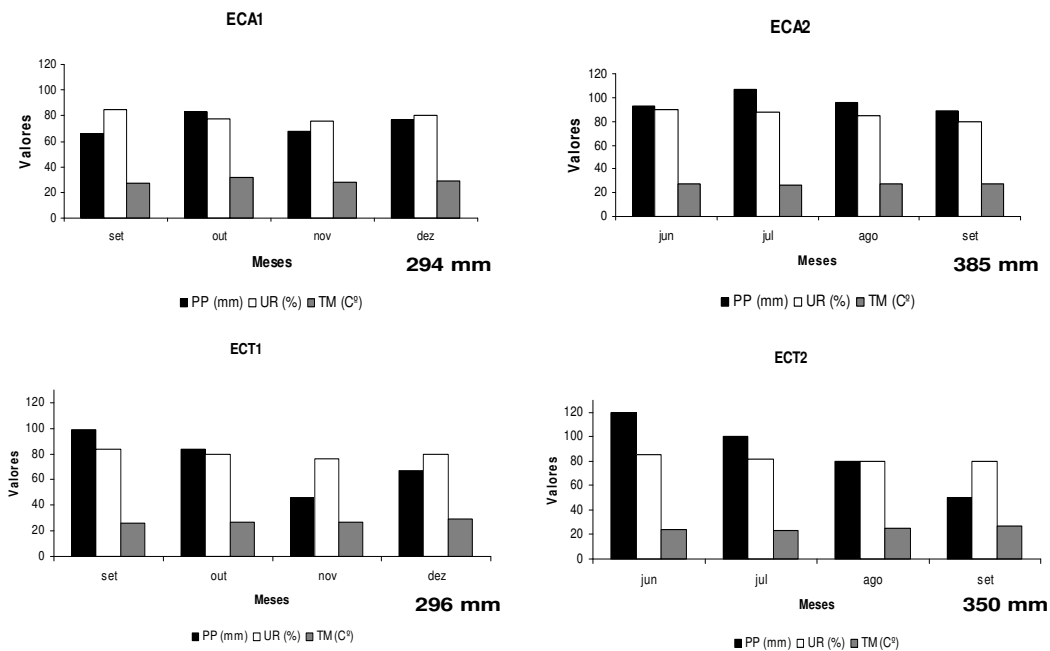 ECA1
Valores
120
100
80
60
40
20
0
set out nov dez
Meses
294 mm
PP (mm) UR (%) TM (Cº)
ECA2
Valores
120
100
80
60
40
20
0
jun jul ago set
Meses
385 mm
PP (mm) UR (%) TM (Cº)
ECT1
Valores
120
100
80
60
40
20
0
set out nov dez
Meses
296 mm
PP (mm) UR (%) TM (Cº)
ECT2
Valores
120
100
80
60
40
20
0
jun jul ago set
Meses
350 mm
PP (mm) UR (%) TM(Cº)